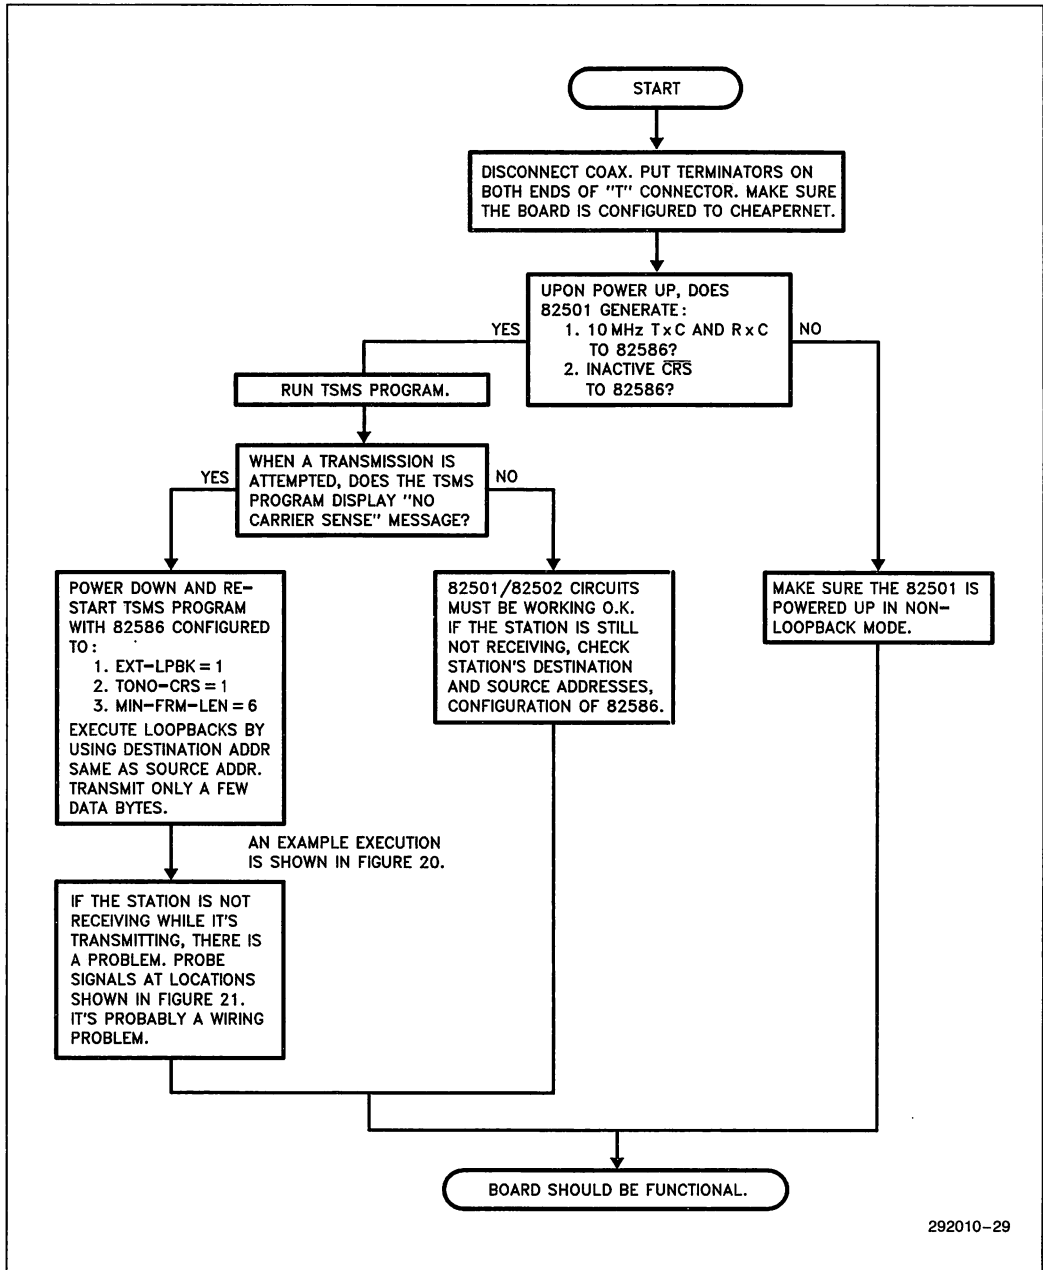 START
DISCONNECT COAX. PUT TERMINATORS ON
BOTH ENDS OF "T" CONNECTOR. MAKE SURE
THE BOARD IS CONFIGURED TO CHEAPERNET.
UPON POWER UP, DOES
82501 GENERATE:
1. 10 MHz TxC AND RxC
TO 82586?
2. INACTIVE C̅R̅S̅
TO 82586?
YES
NO
RUN TSMS PROGRAM.
WHEN A TRANSMISSION IS
ATTEMPTED, DOES THE TSMS
PROGRAM DISPLAY "NO
CARRIER SENSE" MESSAGE?
YES
NO
POWER DOWN AND RE-
START TSMS PROGRAM
WITH 82586 CONFIGURED
TO:
1. EXT-LPBK = 1
2. TONO-CRS = 1
3. MIN-FRM-LEN = 6
EXECUTE LOOPBACKS BY
USING DESTINATION ADDR
SAME AS SOURCE ADDR.
TRANSMIT ONLY A FEW
DATA BYTES.
82501/82502 CIRCUITS
MUST BE WORKING O.K.
IF THE STATION IS STILL
NOT RECEIVING, CHECK
STATION'S DESTINATION
AND SOURCE ADDRESSES,
CONFIGURATION OF 82586.
MAKE SURE THE 82501 IS
POWERED UP IN NON-
LOOPBACK MODE.
AN EXAMPLE EXECUTION
IS SHOWN IN FIGURE 20.
IF THE STATION IS NOT
RECEIVING WHILE IT'S
TRANSMITTING, THERE IS
A PROBLEM. PROBE
SIGNALS AT LOCATIONS
SHOWN IN FIGURE 21.
IT'S PROBABLY A WIRING
PROBLEM.
BOARD SHOULD BE FUNCTIONAL.
292010-29